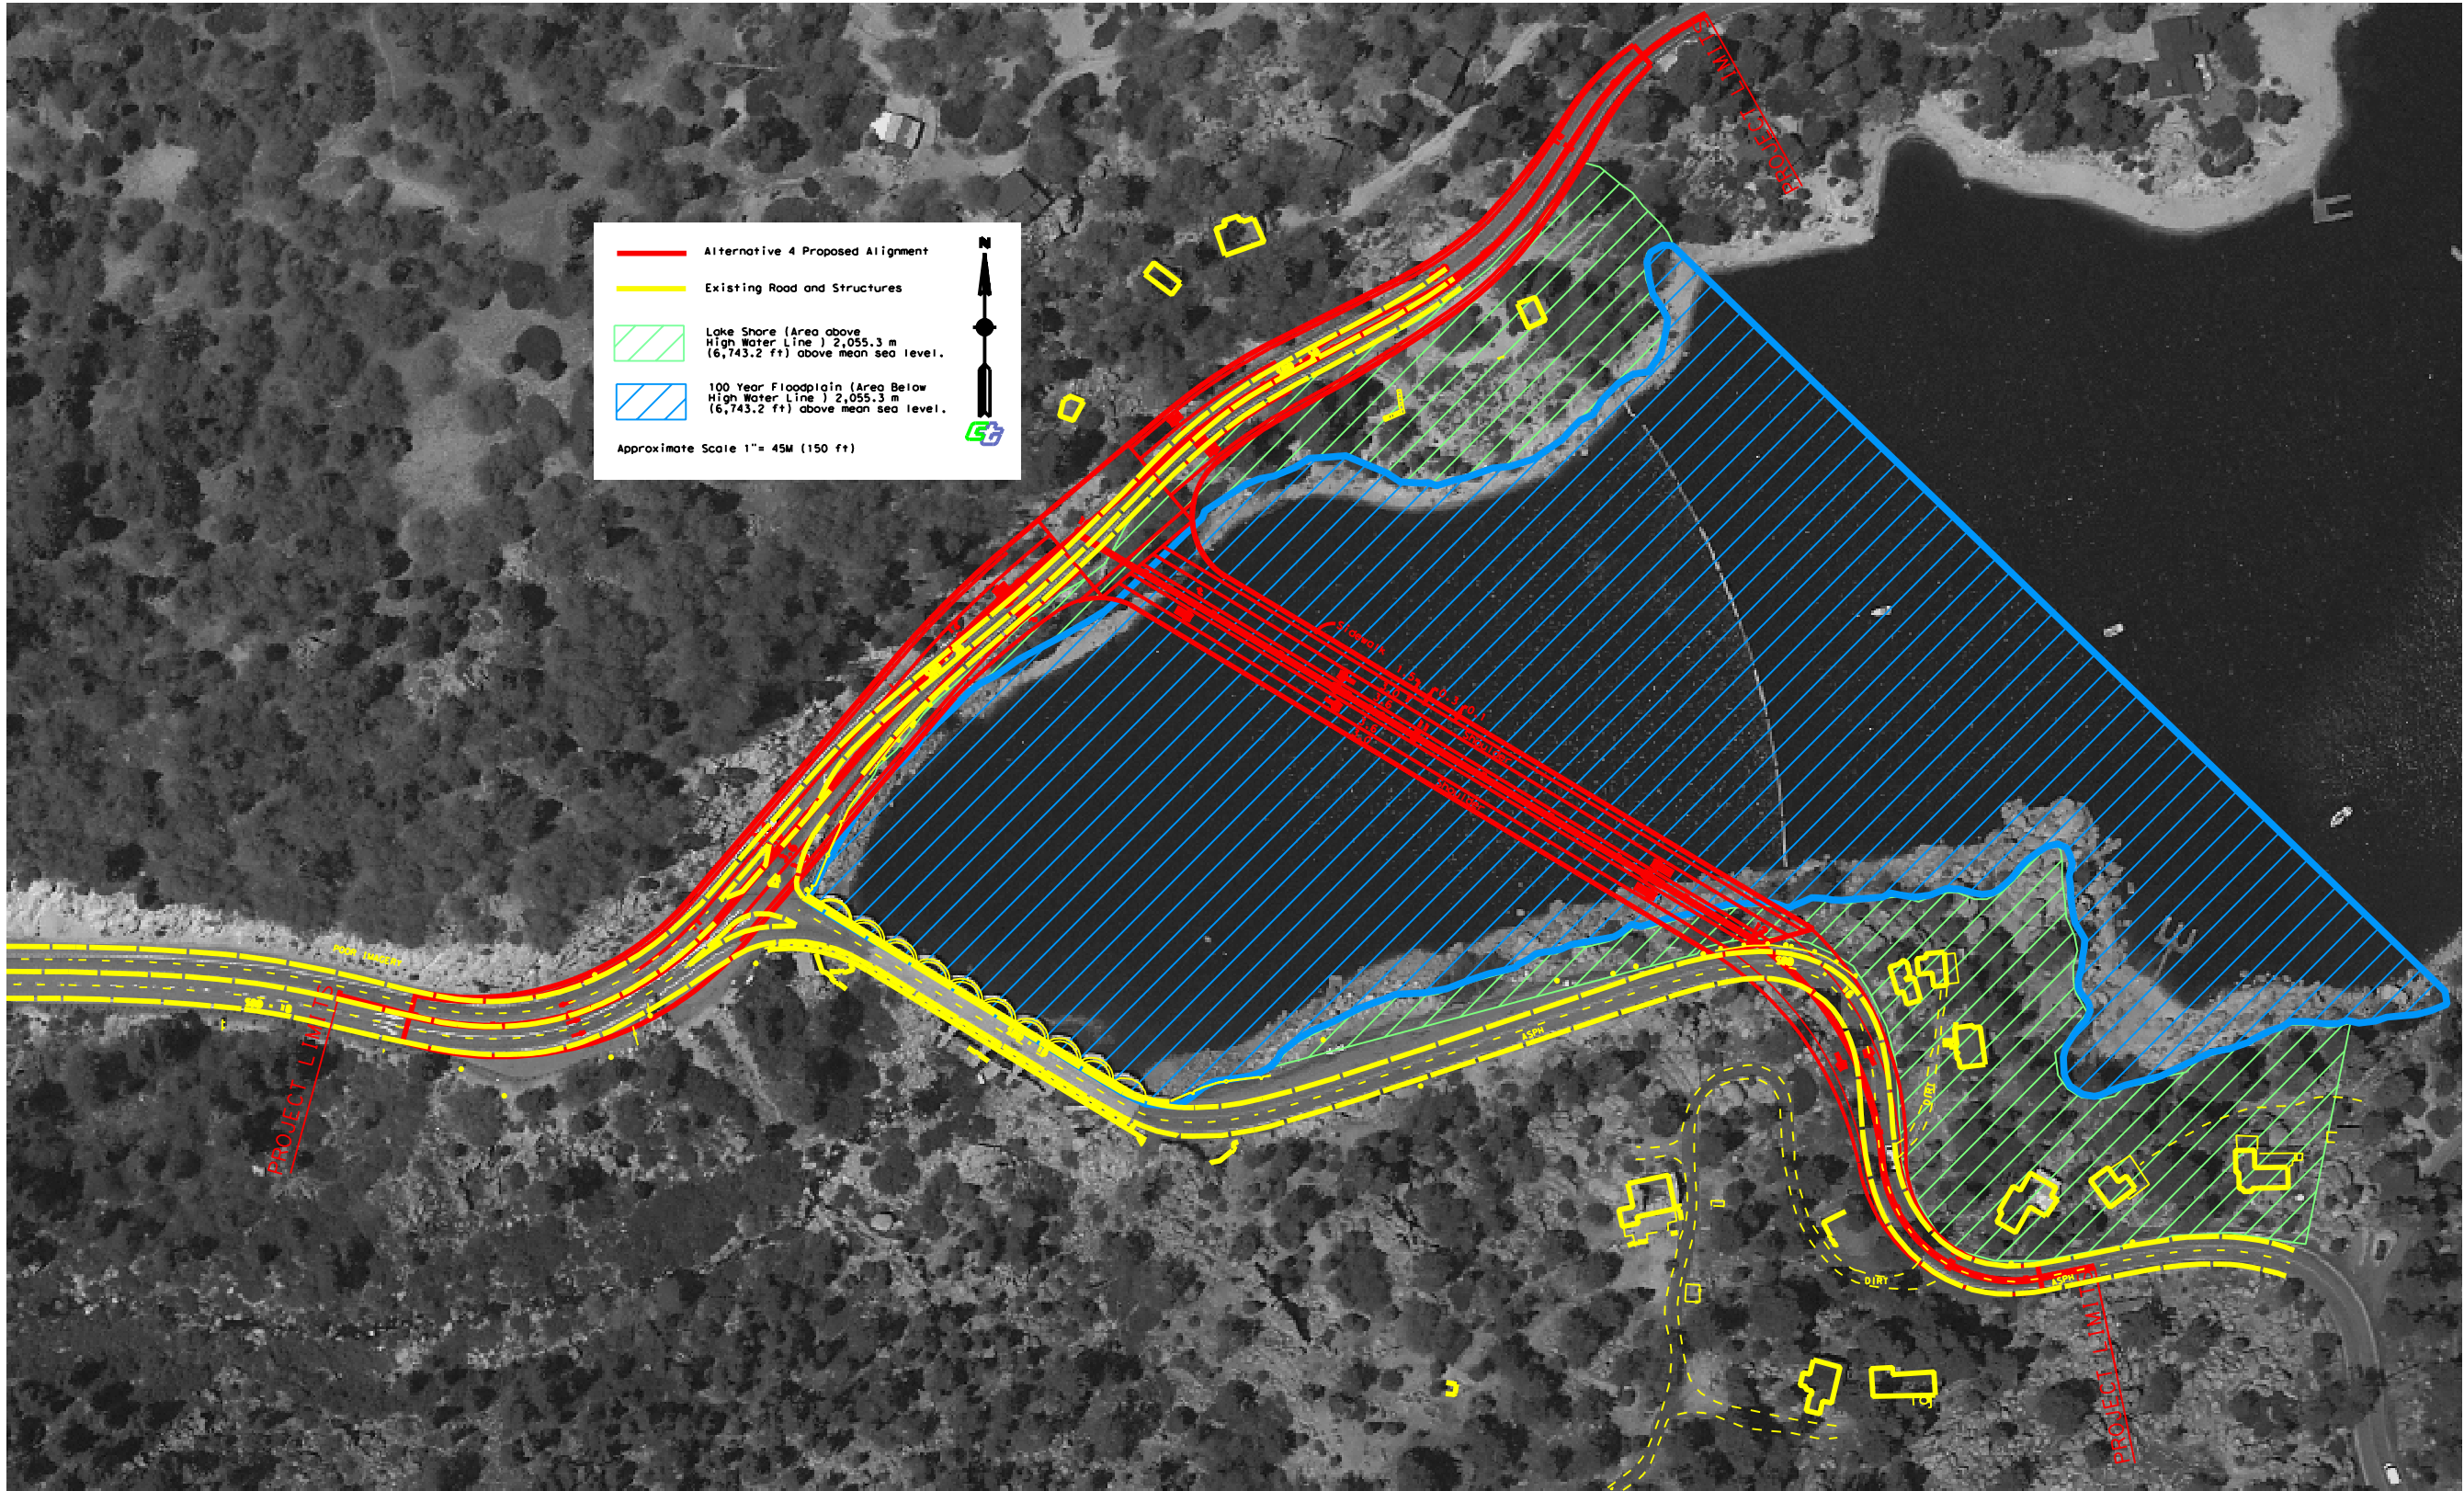 PROJECT LIMITS
Alternative 4 Proposed Alignment
N
Existing Road and Structures
Lake Shore (Area above
High Water Line ) 2,055.3 m
(6,743.2 ft) above mean sea level.
100 Year Floodplain (Area Below
High Water Line ) 2,055.3 m
(6,743.2 ft) above mean sea level.
Approximate Scale 1"= 45M (150 ft)
Sidewalk
Shoulder
Shoulder
POOR IMAGERY
PROJECT LIMITS
ASPH
DIRT
DIRT
ASPH
PROJECT LIMITS